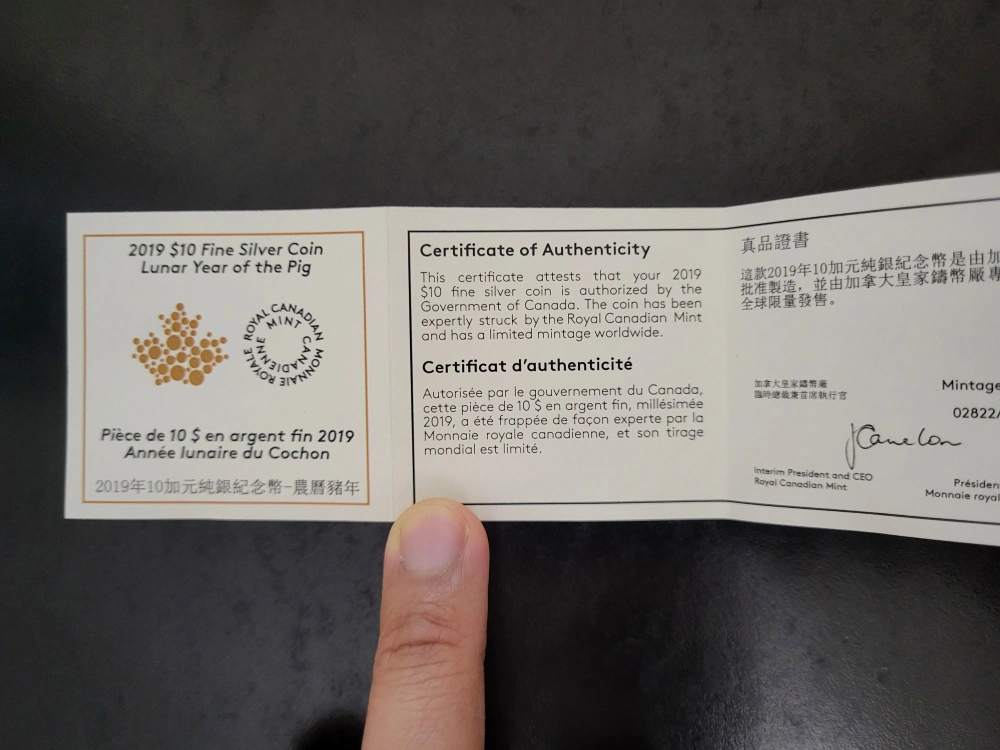 2019 $10 Fine Silver Coin
Lunar Year of the Pig
ROYAL CANADIAN MINT
MONNAIE ROYALE CANADIENNE
Pièce de 10 $ en argent fin 2019
Année lunaire du Cochon
2019年10加元純銀紀念幣-農曆豬年
Certificate of Authenticity
This certificate attests that your 2019
$10 fine silver coin is authorized by the
Government of Canada. The coin has been
expertly struck by the Royal Canadian Mint
and has a limited mintage worldwide.
Certificat d'authenticité
Autorisée par le gouvernement du Canada,
cette pièce de 10 $ en argent fin, millésimée
2019, a été frappée de façon experte par la
Monnaie royale canadienne, et son tirage
mondial est limité.
真品證書
這款2019年10加元純銀紀念幣是由加
批准製造，並由加拿大皇家鑄幣廠專
全球限量發售。
加拿大皇家鑄幣廠
臨時總裁兼首席執行官
Mintage
02822/
JCamelon
Interim President and CEO
Royal Canadian Mint
Présiden
Monnaie royal